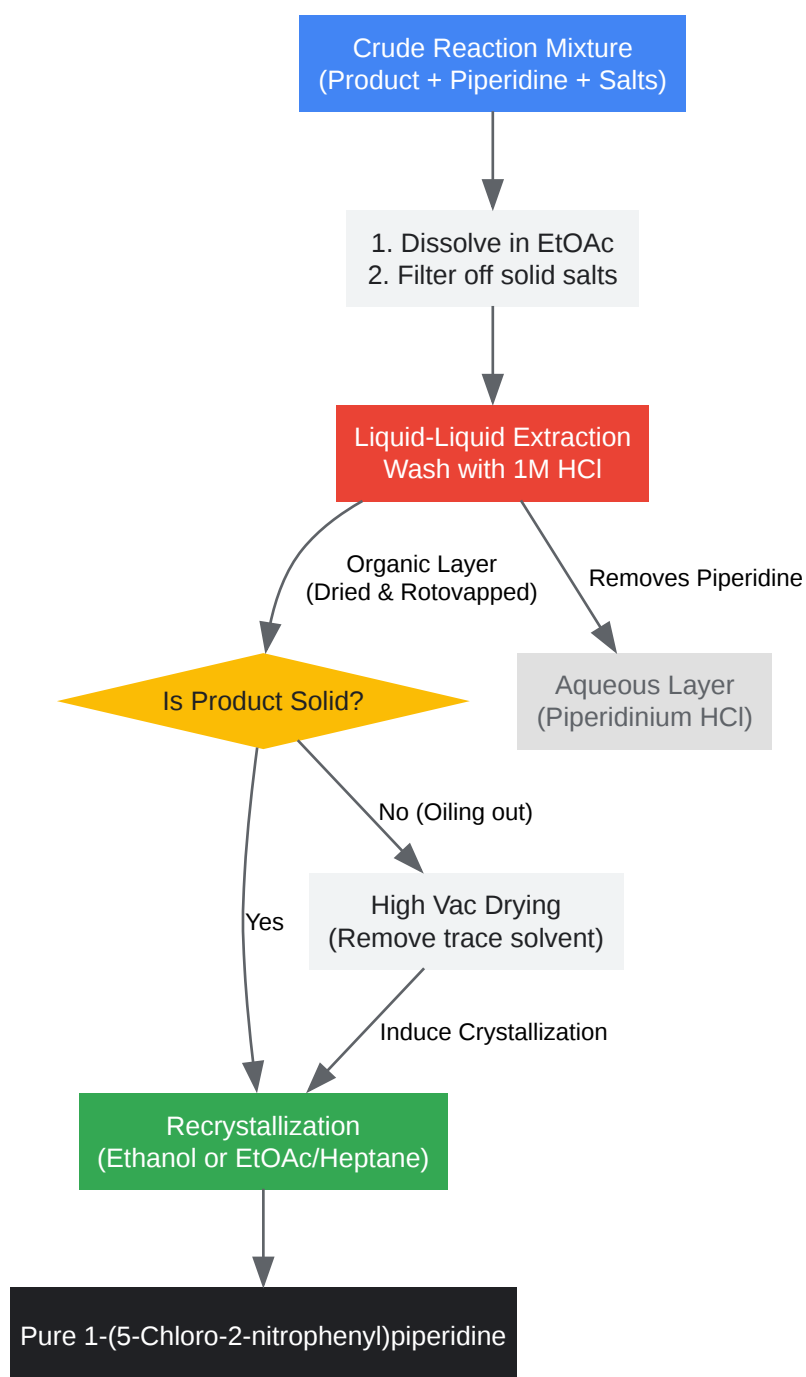 Crude Reaction Mixture
(Product + Piperidine + Salts)
1. Dissolve in EtOAc
2. Filter off solid salts
Liquid-Liquid Extraction
Wash with 1M HCl
Organic Layer
(Dried & Rotovapped)
Removes Piperidine
Is Product Solid?
Aqueous Layer
(Piperidinium HCl)
No (Oiling out)
High Vac Drying
(Remove trace solvent)
Yes
Induce Crystallization
Recrystallization
(Ethanol or EtOAc/Heptane)
Pure 1-(5-Chloro-2-nitrophenyl)piperidine